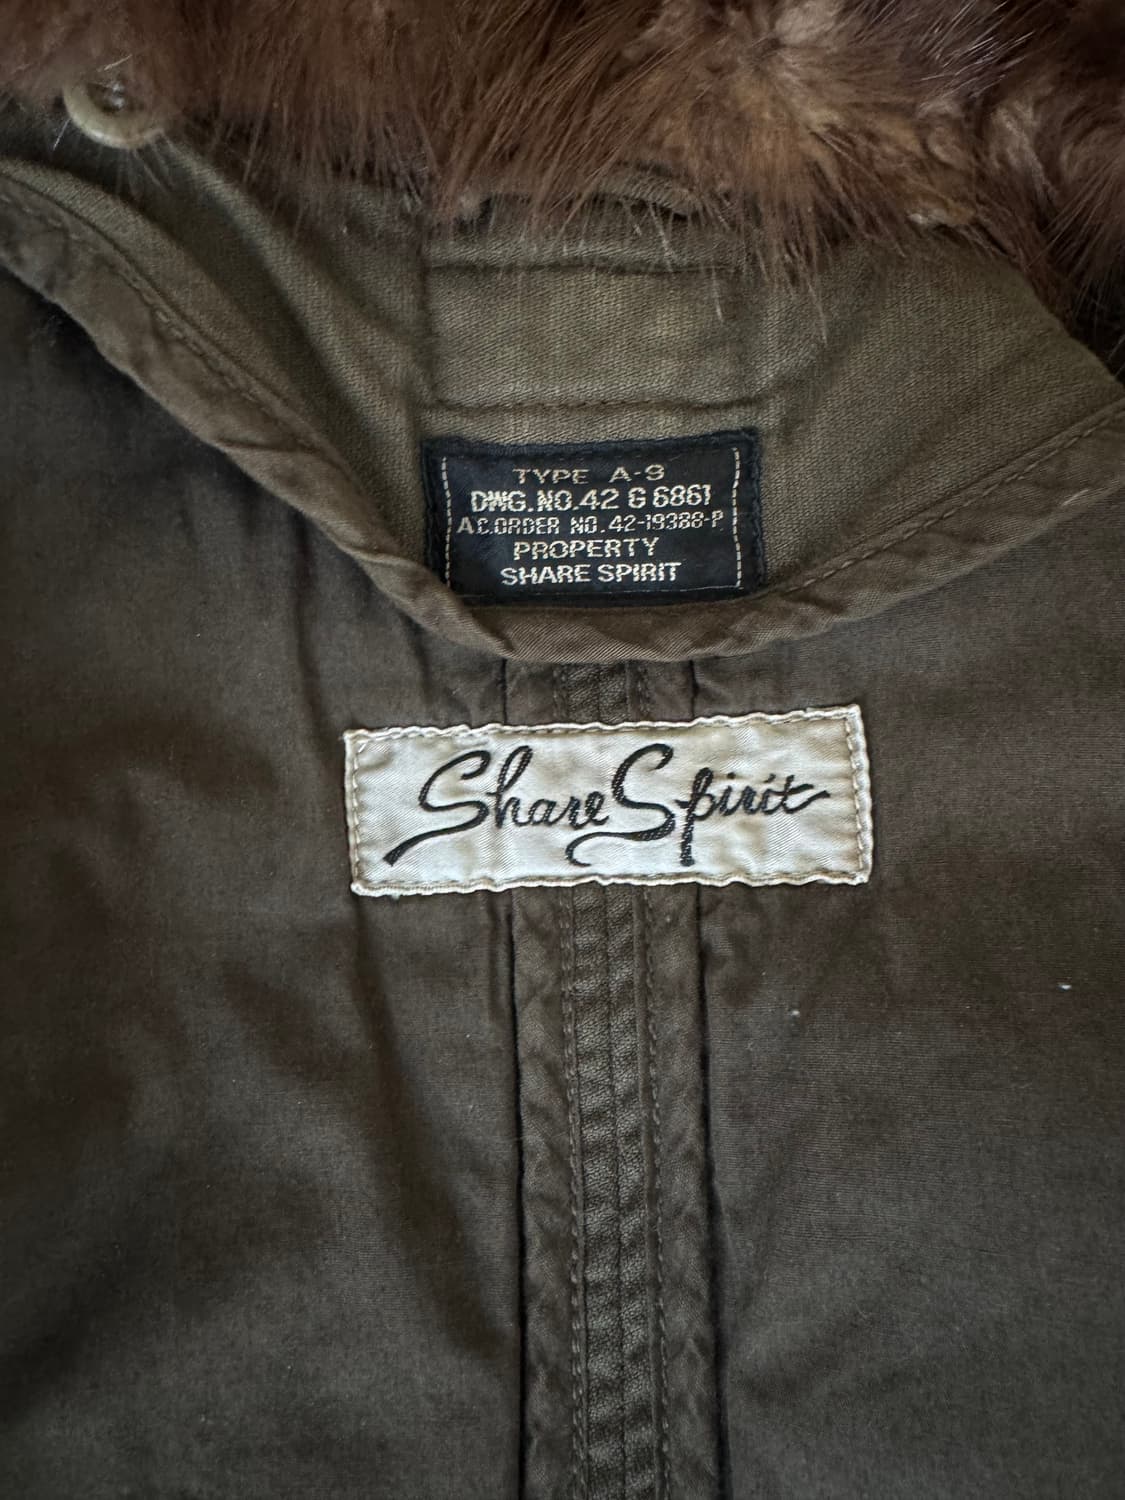 TYPE A-9
DWG.NO.42 G 6861
A.C.ORDER NO.42-19388-P
PROPERTY
SHARE SPIRIT
Share Spirit